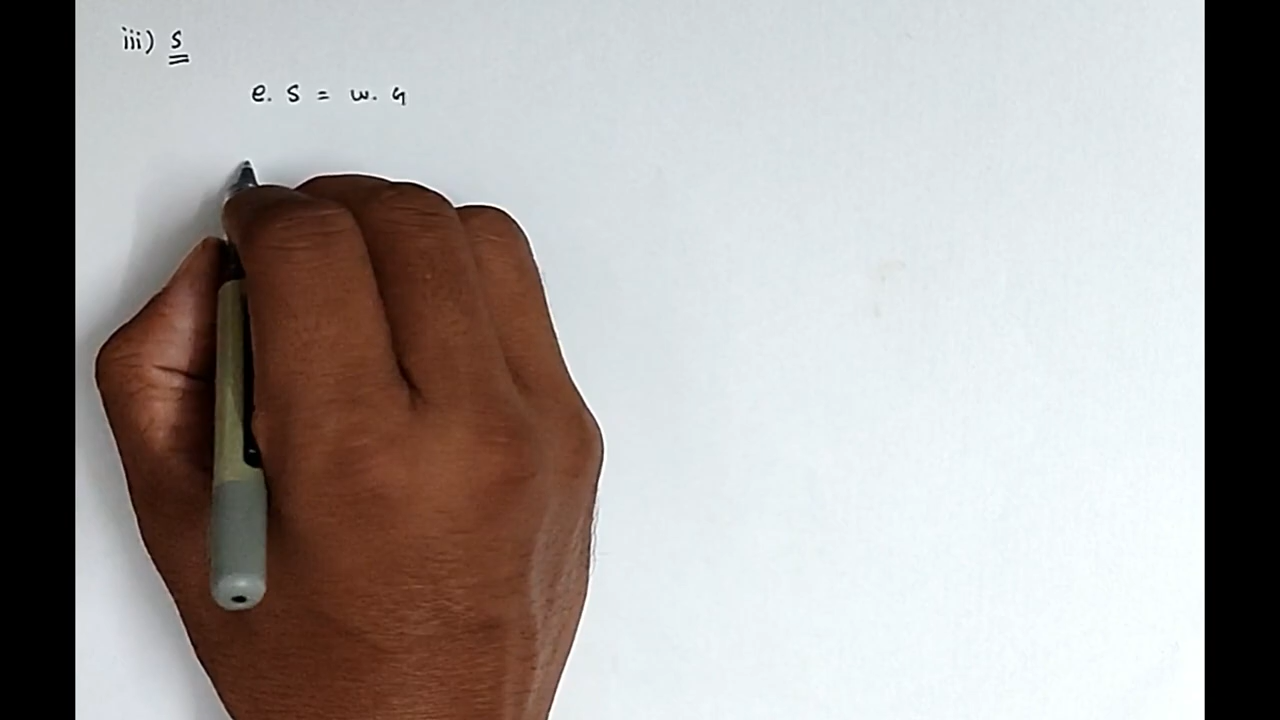 iii) S
e. S = w. G